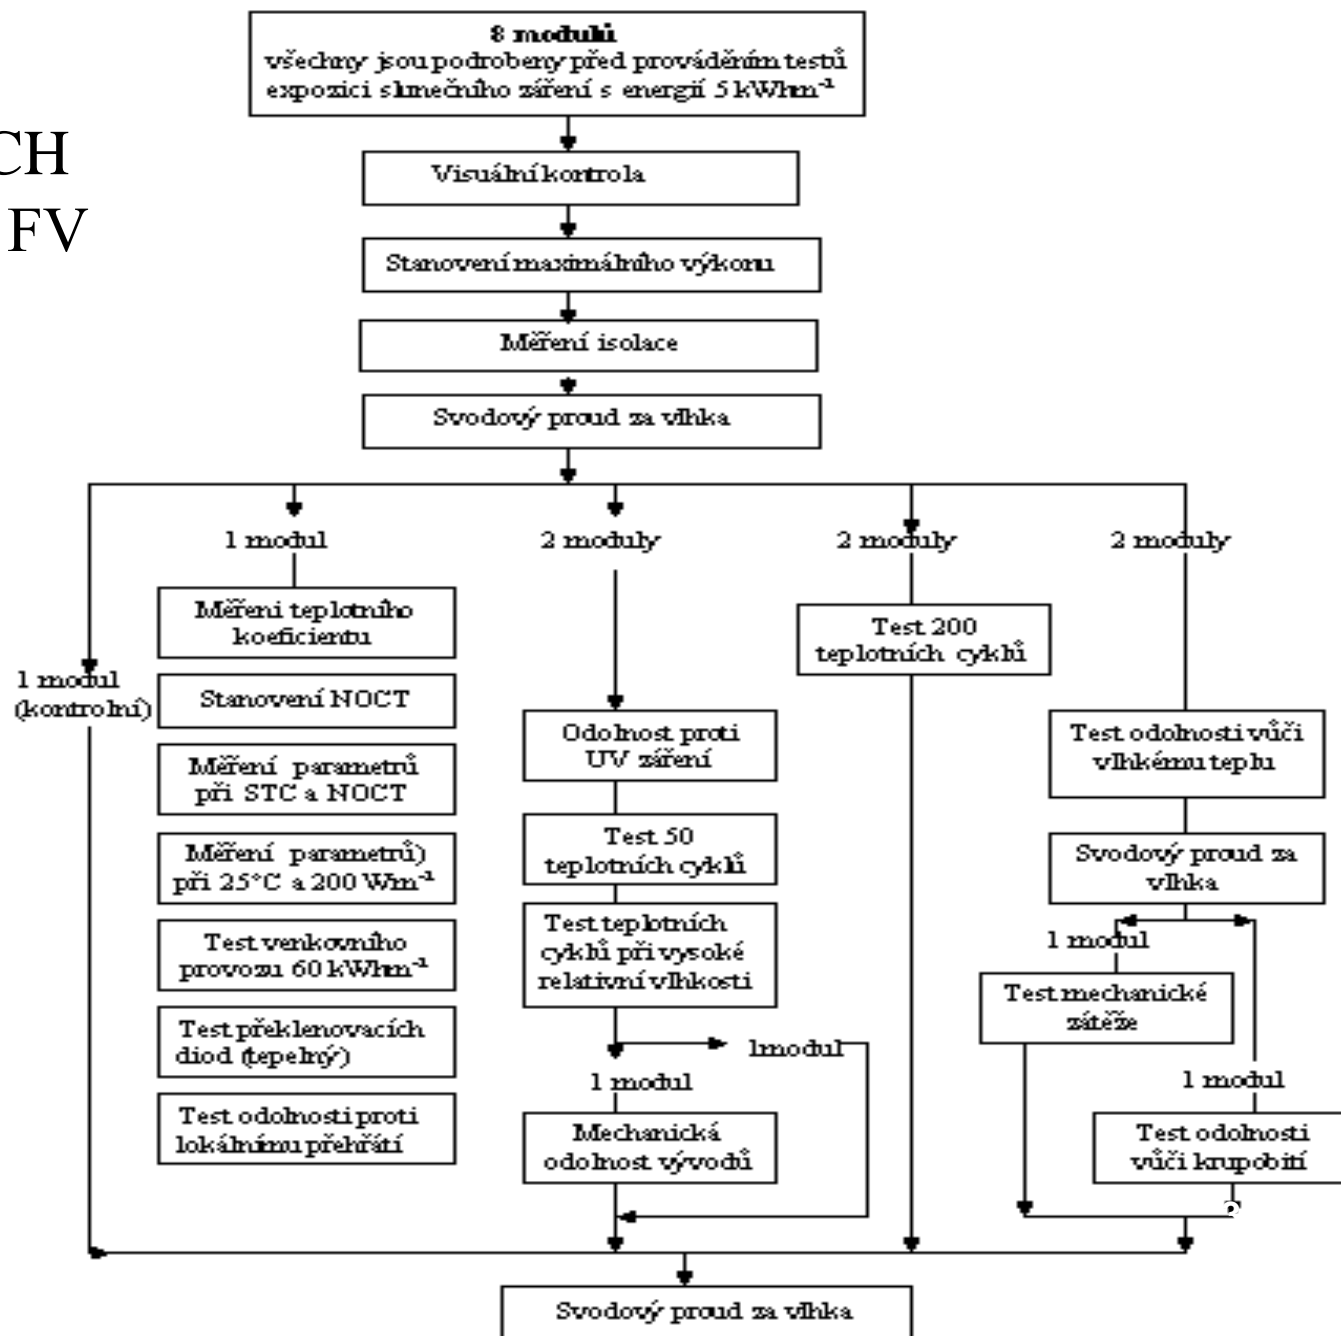 8 modulů
všechny jsou podrobeny před prováděním testů
expozici slunečního záření s energií 5 kWhm⁻¹
CH
FV
Visuální kontrola
Stanovení maximálního výkonu
Měření isolace
Svodový proud za vlhka
1 modul
(kontrolní)
1 modul
Měřeni teplotního
koeficientu
Stanovení NOCT
Měření parametrů
při STC a NOCT
Měření parametrů)
při 25°C a 200 Wm⁻¹
Test venkovního
provozu 60 kWhm⁻¹
Test překlenovacích
diod (tepelný)
Test odolnosti proti
lokálnímu přehřátí
2 moduly
Odolnost proti
UV záření
Test 50
teplotních cyklů
Test teplotních
cyklů při vysoké
relativní vlhkosti
1modul
1 modul
Mechanická
odolnost vývodů
2 moduly
Test 200
teplotních cyklů
2 moduly
Test odolnosti vůči
vlhkému teplu
Svodový proud za
vlhka
1 modul
Test mechanické
zátěže
1 modul
Test odolnosti
vůči krupobití
Svodový proud za vlhka